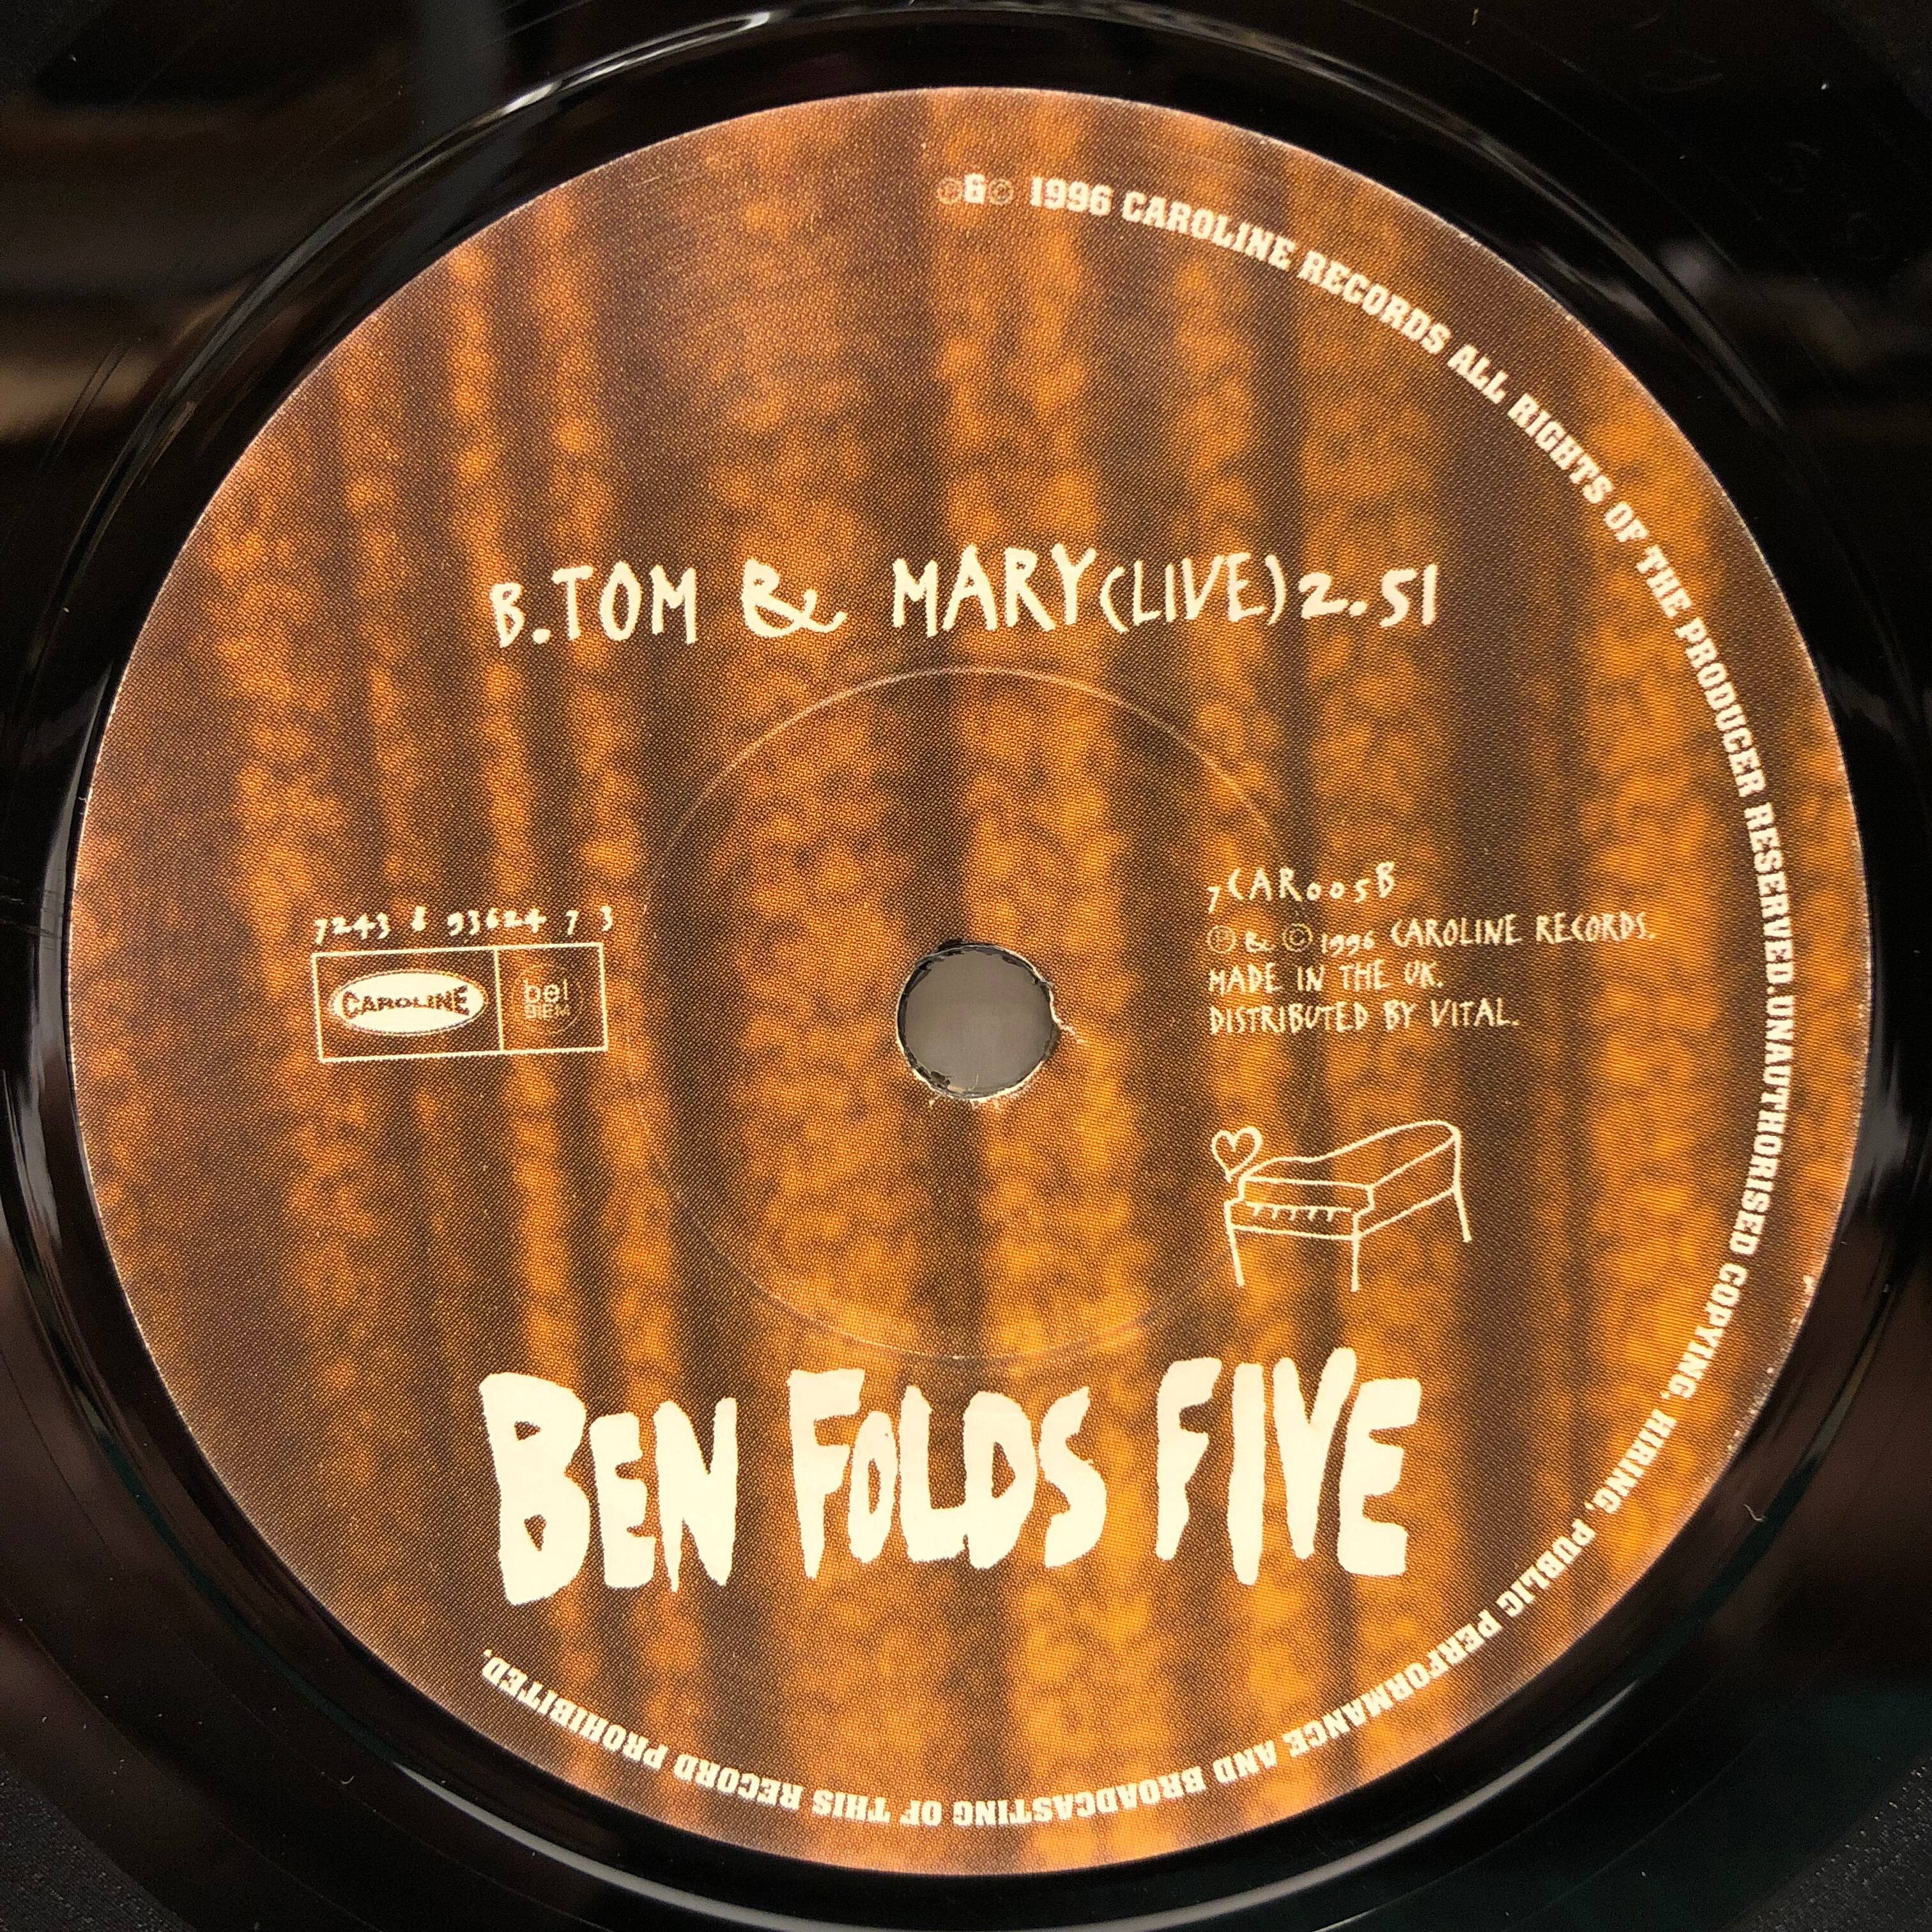 ℗&© 1996 CAROLINE RECORDS ALL RIGHTS OF THE PRODUCER RESERVED.UNAUTHORISED COPYING, HIRING, PUBLIC PERFORMANCE AND BROADCASTING OF THIS RECORD PROHIBITED.
B.TOM & MARY(LIVE)2.51
7243 8 93624 7 3
CAROLINE
bel
BIEM
7CAR005B
℗ & © 1996 CAROLINE RECORDS.
MADE IN THE UK.
DISTRIBUTED BY VITAL.
BEN FOLDS FIVE